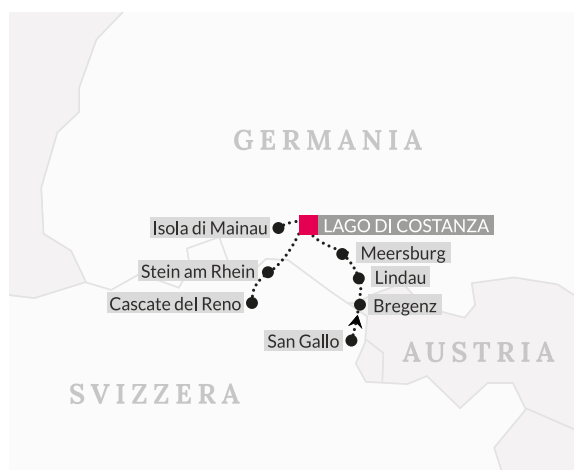 GERMANIA
Isola di Mainau
LAGO DI COSTANZA
Meersburg
Stein am Rhein
Lindau
Cascate del Reno
Bregenz
San Gallo
AUSTRIA
SVIZZERA